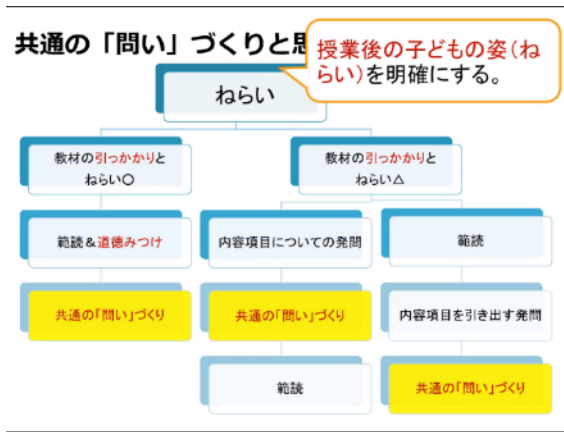 共通の「問い」づくりと思
授業後の子どもの姿(ね
らい)を明確にする。
ねらい
教材の引っかかりと
ねらい〇
教材の引っかかりと
ねらい△
範読&道徳みつけ
内容項目についての発問
範読
共通の「問い」づくり
共通の「問い」づくり
内容項目を引き出す発問
範読
共通の「問い」づくり